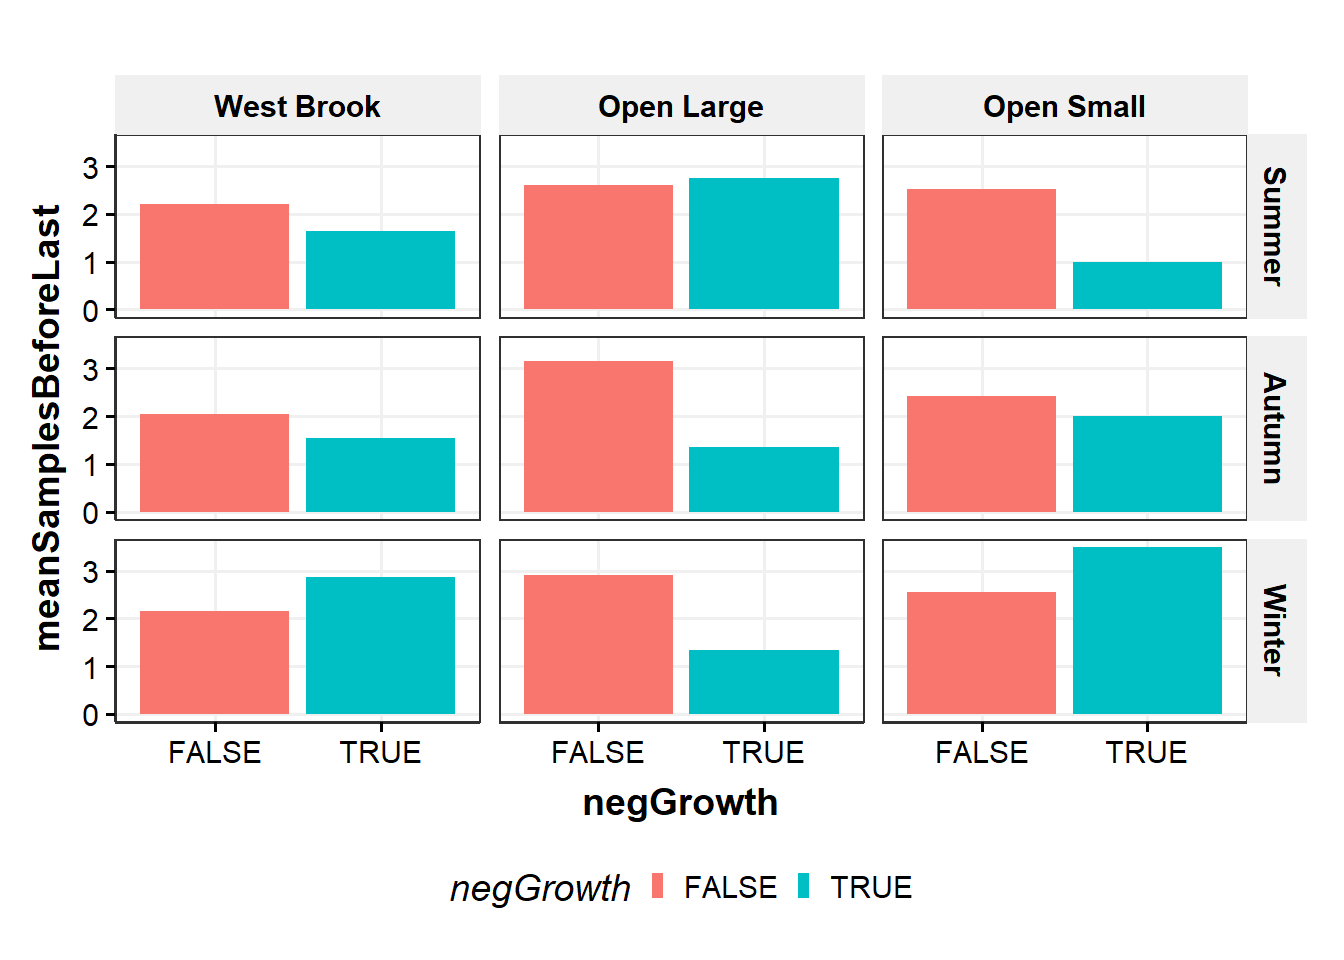 West Brook Open Large Open Small
3
2
1
0
Summer
3
2
1
0
Autumn
3
2
1
0
Winter
meanSamplesBeforeLast
FALSE TRUE FALSE TRUE FALSE TRUE
negGrowth
negGrowth FALSE TRUE